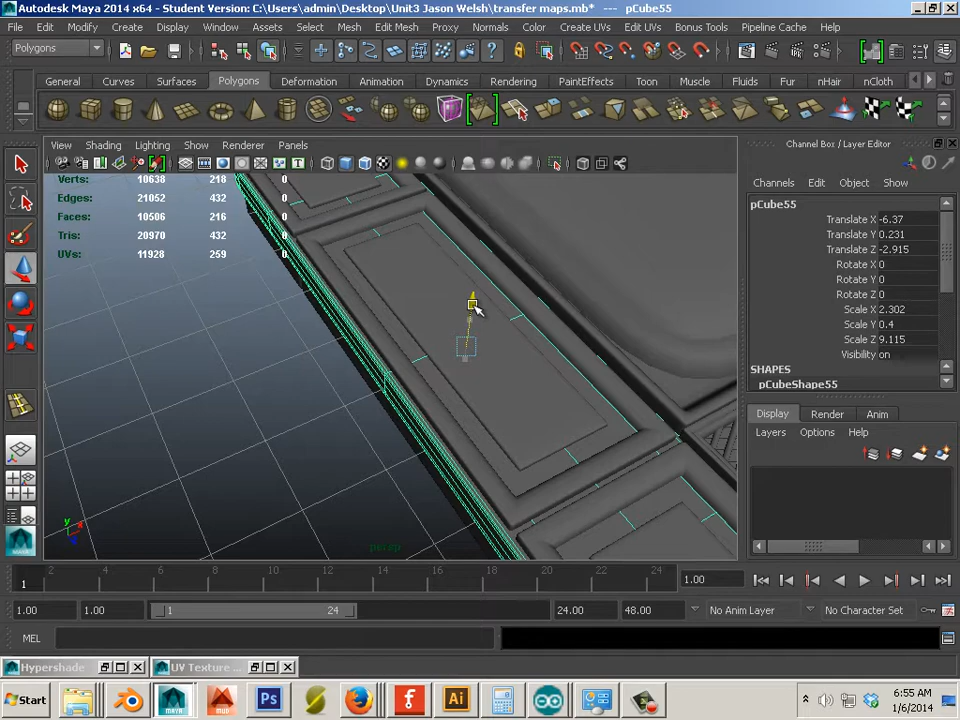 Autodesk Maya 2014 x64 - Student Version: C:\Users\admin\Desktop\Unit3 Jason Welsh\transfer maps.mb* --- pCube55
File Edit Modify Create Display Window Assets Select Mesh Edit Mesh Proxy Normals Color Create UVs Edit UVs Bonus Tools Pipeline Cache Help
Polygons
General Curves Surfaces Polygons Deformation Animation Dynamics Rendering PaintEffects Toon Muscle Fluids Fur nHair nCloth
View Shading Lighting Show Renderer Panels
Channel Box / Layer Editor
Channels Edit Object Show
Verts: 10638 218 0
Edges: 21052 432 0
Faces: 10506 216 0
Tris: 20970 432 0
UVs: 11928 259 0
pCube55
Translate X -6.37
Translate Y 0.231
Translate Z -2.915
Rotate X 0
Rotate Y 0
Rotate Z 0
Scale X 2.302
Scale Y 0.4
Scale Z 9.115
Visibility on
SHAPES
pCubeShape55
Display Render Anim
Layers Options Help
y
x
z
persp
1 2 4 6 8 10 12 14 16 18 20 22 24 1.00
1.00 1.00 1 24 24.00 48.00 No Anim Layer No Character Set
MEL
Hypershade UV Texture ...
Start Ps f Ai
6:55 AM
1/6/2014